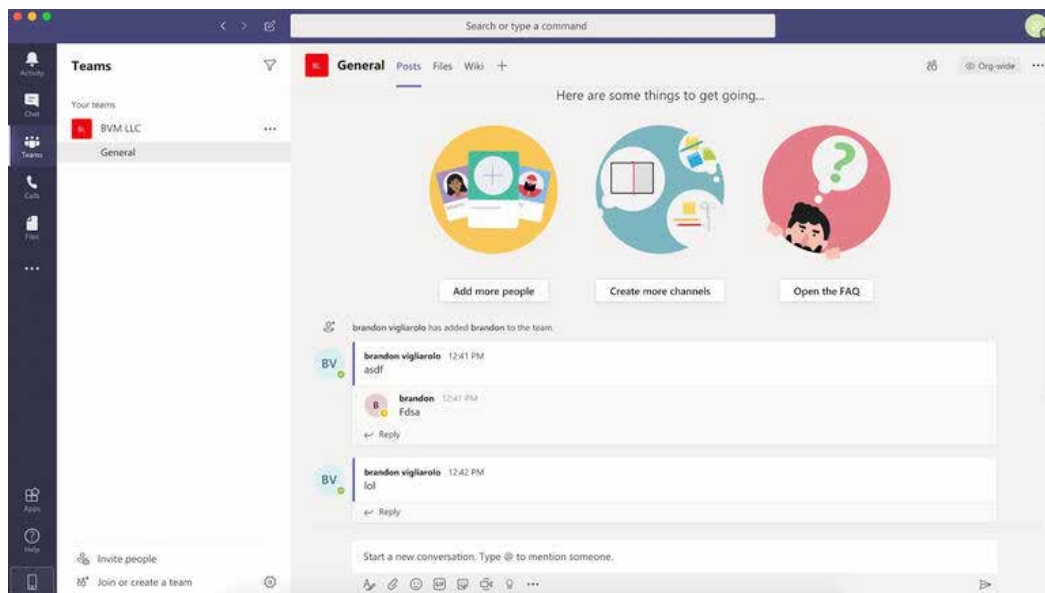 Search or type a command
Activity
Chat
Teams
Calls
Files
Apps
Help
Teams
Your teams
BVM LLC
General
Invite people
Join or create a team
General Posts Files Wiki +
Org-wide
Here are some things to get going...
Add more people
Create more channels
Open the FAQ
brandon vigliarolo has added brandon to the team.
BV
brandon vigliarolo 12:41 PM
asdf
B
brandon 12:41 PM
Fdsa
Reply
BV
brandon vigliarolo 12:42 PM
lol
Reply
Start a new conversation. Type @ to mention someone.